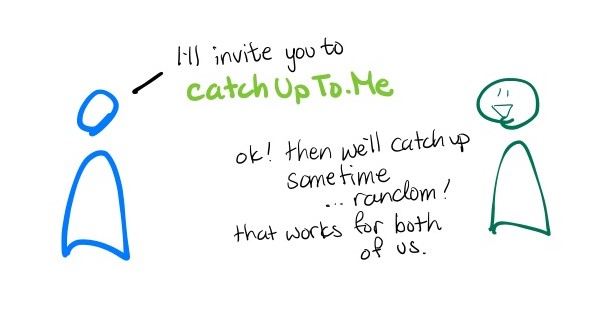 I'll invite you to
catchUpTo.Me
ok! then we'll catch up
sometime
... random!
that works for both
of us.